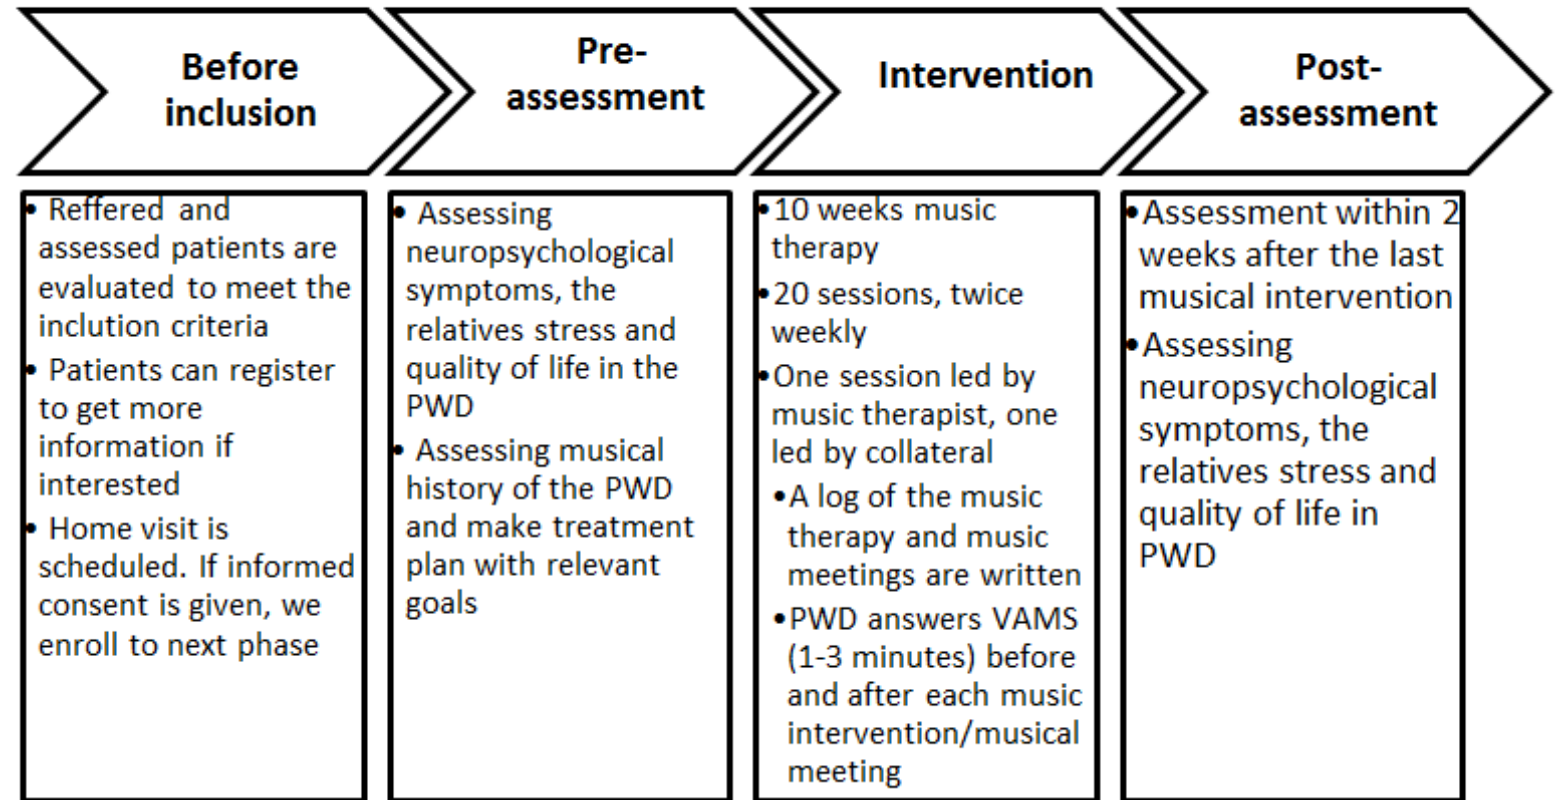 Before
inclusion
Pre-
assessment
Intervention
Post-
assessment
• Reffered and
assessed patients are
evaluated to meet the
inclution criteria
• Patients can register
to get more
information if
interested
• Home visit is
scheduled. If informed
consent is given, we
enroll to next phase
• Assessing
neuropsychological
symptoms, the
relatives stress and
quality of life in the
PWD
• Assessing musical
history of the PWD
and make treatment
plan with relevant
goals
•10 weeks music
therapy
•20 sessions, twice
weekly
•One session led by
music therapist, one
led by collateral
•A log of the music
therapy and music
meetings are written
•PWD answers VAMS
(1-3 minutes) before
and after each music
intervention/musical
meeting
•Assessment within 2
weeks after the last
musical intervention
•Assessing
neuropsychological
symptoms, the
relatives stress and
quality of life in
PWD